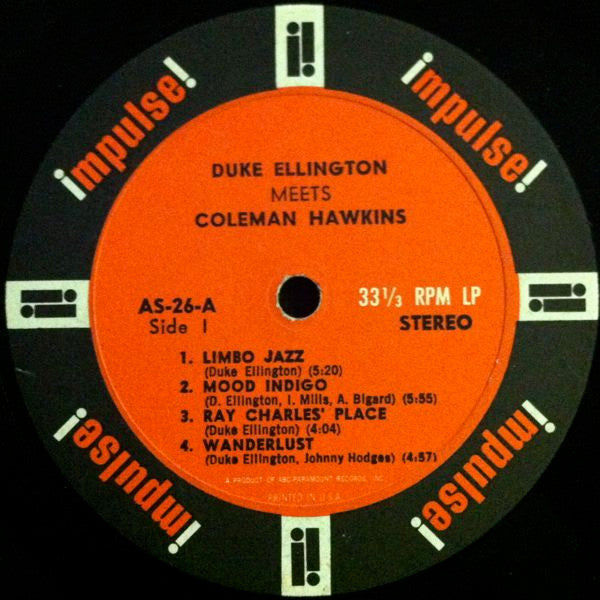 impulse!
impulse!
DUKE ELLINGTON
MEETS
COLEMAN HAWKINS
AS-26-A
Side 1
33 1/3 RPM LP
STEREO
1. LIMBO JAZZ
(Duke Ellington) (5:20)
2. MOOD INDIGO
(D. Ellington, I. Mills, A. Bigard) (5:55)
3. RAY CHARLES' PLACE
(Duke Ellington) (4:04)
4. WANDERLUST
(Duke Ellington, Johnny Hodges) (4:57)
A PRODUCT OF ABC-PARAMOUNT RECORDS, INC.
PRINTED IN U.S.A.
impulse!
impulse!